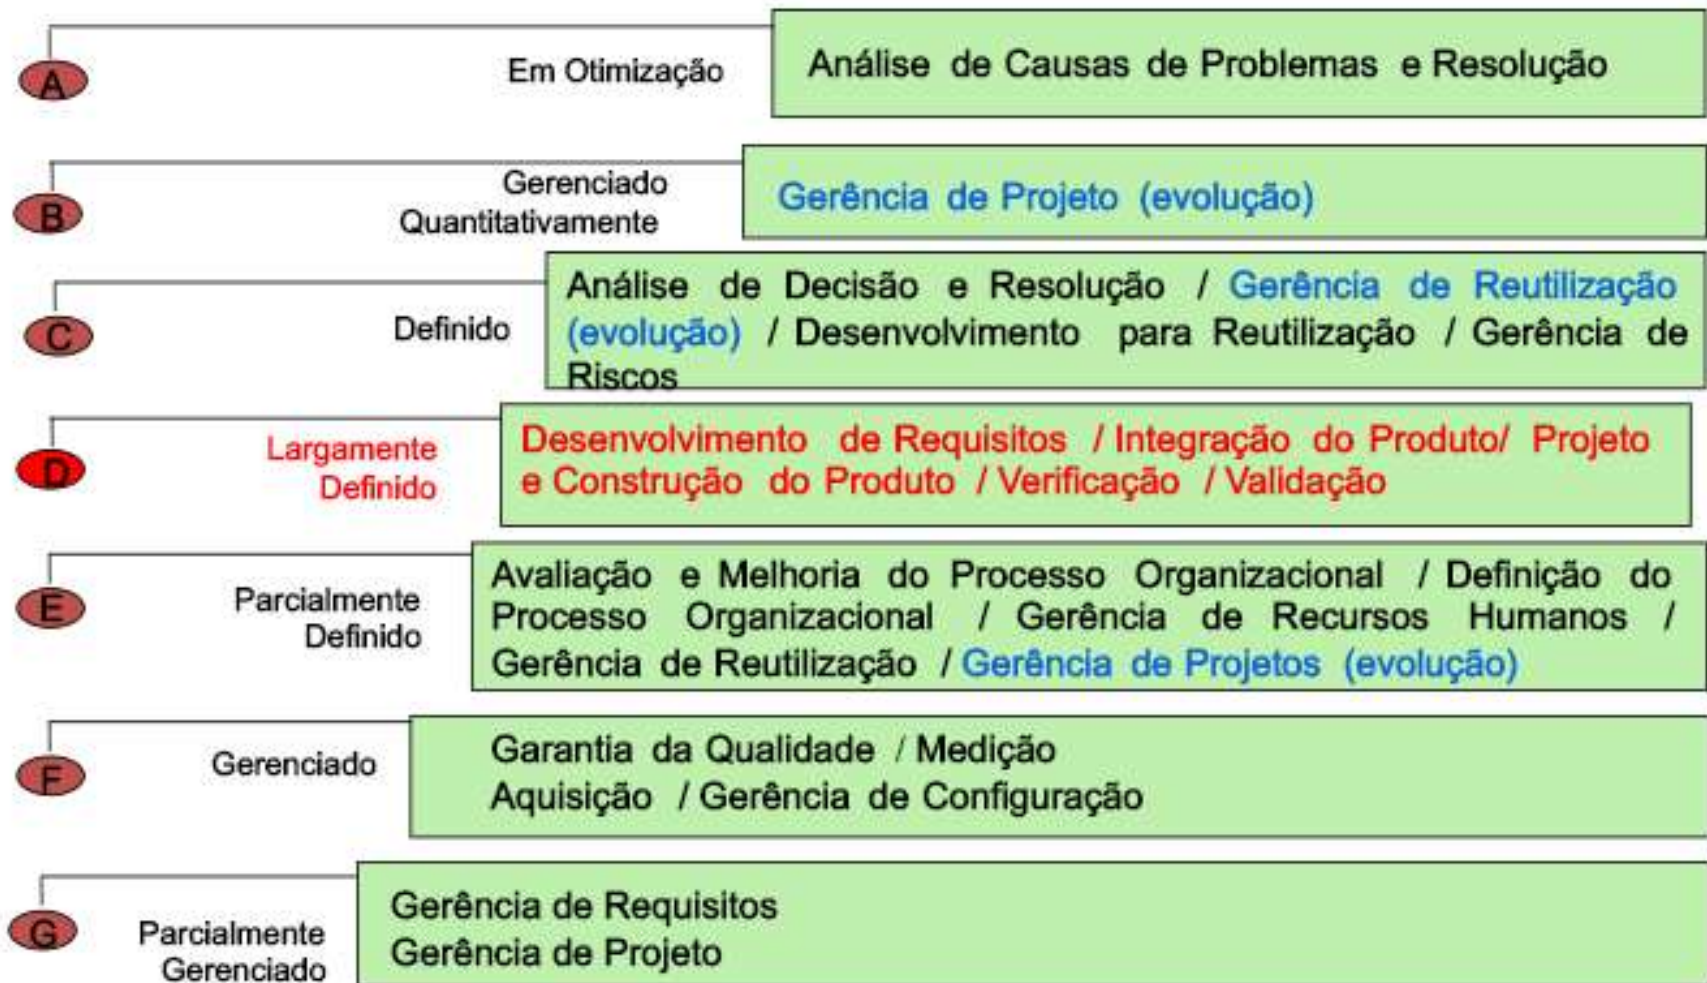 A
Em Otimização
Análise de Causas de Problemas e Resolução
B
Gerenciado
Quantitativamente
Gerência de Projeto (evolução)
C
Definido
Análise de Decisão e Resolução / Gerência de Reutilização
(evolução) / Desenvolvimento para Reutilização / Gerência de
Riscos
D
Largamente
Definido
Desenvolvimento de Requisitos / Integração do Produto/ Projeto
e Construção do Produto / Verificação / Validação
E
Parcialmente
Definido
Avaliação e Melhoria do Processo Organizacional / Definição do
Processo Organizacional / Gerência de Recursos Humanos /
Gerência de Reutilização / Gerência de Projetos (evolução)
F
Gerenciado
Garantia da Qualidade / Medição
Aquisição / Gerência de Configuração
G
Parcialmente
Gerenciado
Gerência de Requisitos
Gerência de Projeto